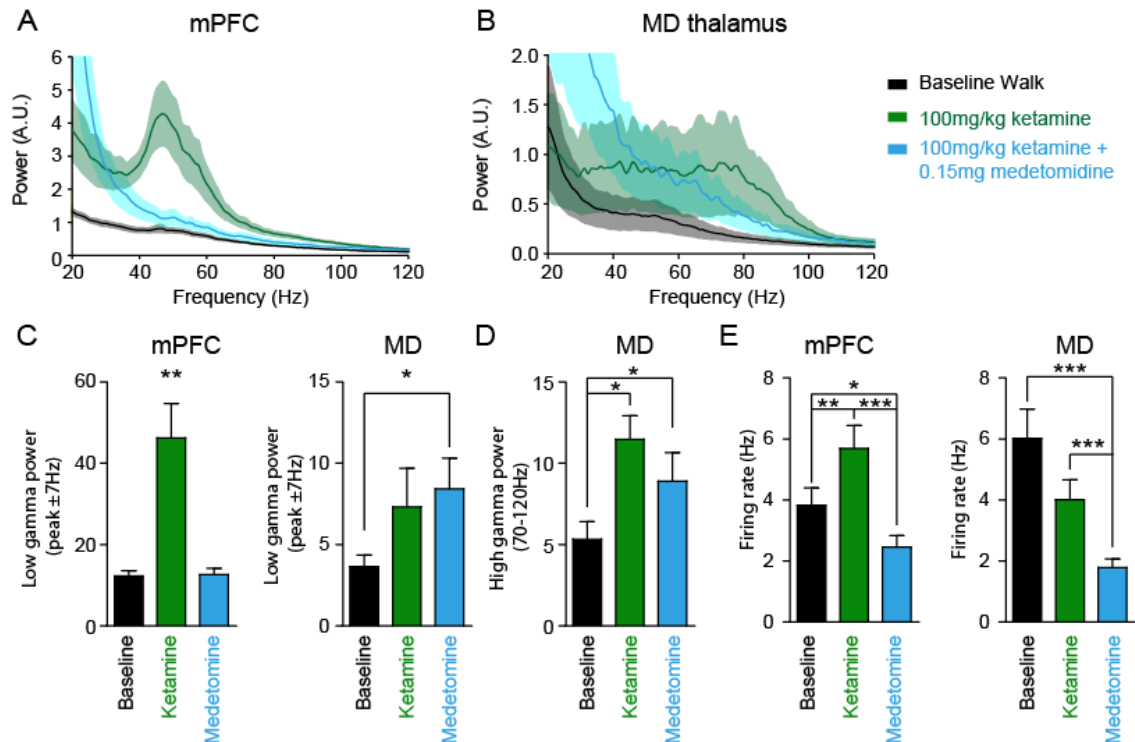 A
mPFC
B
MD thalamus
Power (A.U.)
6
5
4
3
2
1
0
20
40
60
80
100
120
Frequency (Hz)
Power (A.U.)
2.0
1.5
1.0
0.5
0.0
20
40
60
80
100
120
Frequency (Hz)
Baseline Walk
100mg/kg ketamine
100mg/kg ketamine +
0.15mg medetomidine
C
mPFC
Low gamma power
(peak ±7Hz)
60
40
20
0
**
Baseline
Ketamine
Medetomine
MD
Low gamma power
(peak ±7Hz)
15
10
5
0
*
Baseline
Ketamine
Medetomine
D
MD
High gamma power
(70-120Hz)
15
10
5
0
*
*
Baseline
Ketamine
Medetomine
E
mPFC
Firing rate (Hz)
8
6
4
2
0
*
** ***
Baseline
Ketamine
Medetomine
MD
Firing rate (Hz)
8
6
4
2
0
***
***
Baseline
Ketamine
Medetomine